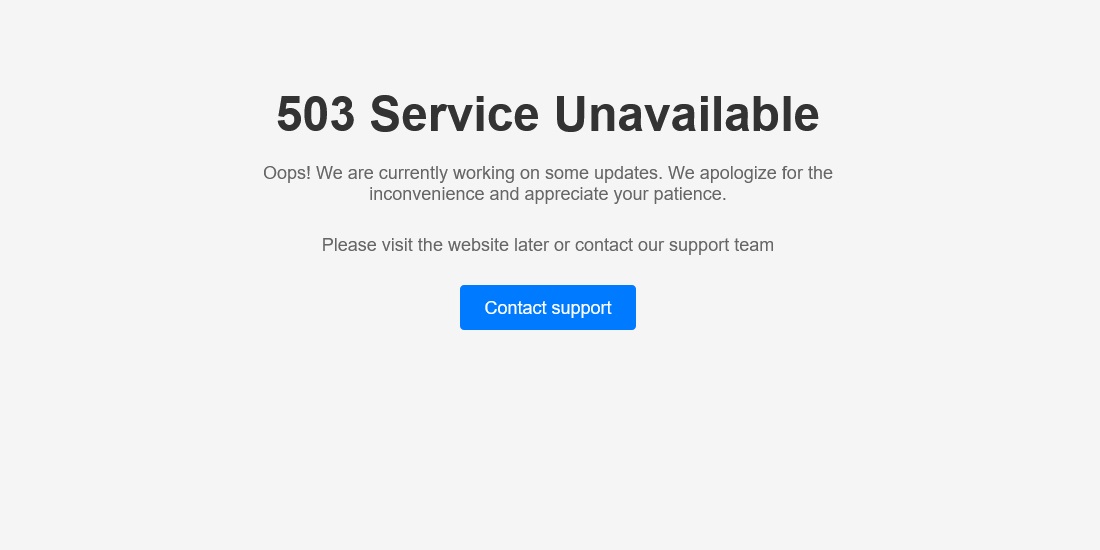 503 Service Unavailable
Oops! We are currently working on some updates. We apologize for the
inconvenience and appreciate your patience.
Please visit the website later or contact our support team
Contact support